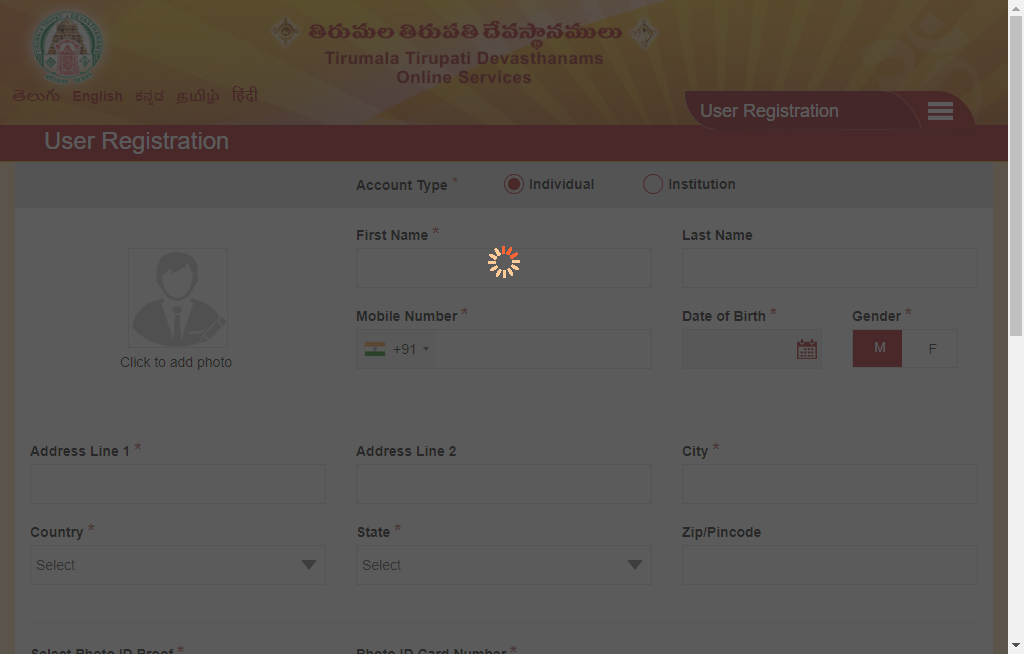 తిరుమల తిరుపతి దేవస్థానములు
Tirumala Tirupati Devasthanams
Online Services
తెలుగు English ಕನ್ನಡ தமிழ் हिंदी
User Registration
User Registration
Account Type * Individual Institution
First Name * Last Name
Mobile Number * Date of Birth * Gender *
+91 M F
Click to add photo
Address Line 1 * Address Line 2 City *
Country * State * Zip/Pincode
Select Select
Select Photo ID Proof * Photo ID Card Number *